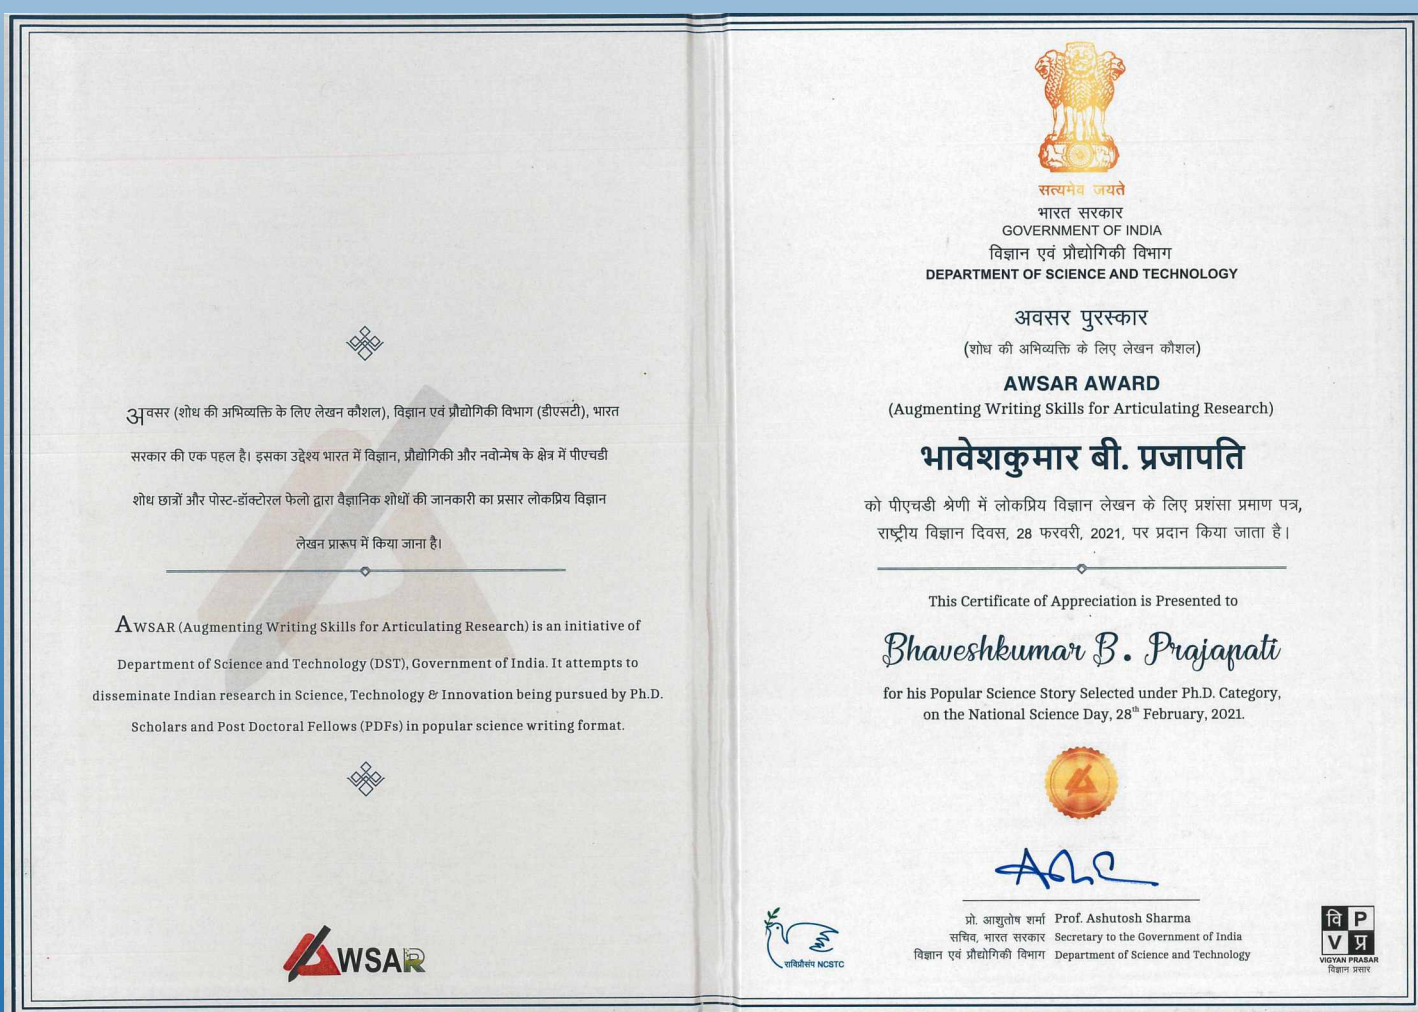 अवसर (शोध की अभिव्यक्ति के लिए लेखन कौशल), विज्ञान एवं प्रौद्योगिकी विभाग (डीएसटी), भारत
सरकार की एक पहल है। इसका उद्देश्य भारत में विज्ञान, प्रौद्योगिकी और नवोन्मेष के क्षेत्र में पीएचडी
शोध छात्रों और पोस्ट-डॉक्टोरल फेलो द्वारा वैज्ञानिक शोधों की जानकारी का प्रसार लोकप्रिय विज्ञान
लेखन प्रारूप में किया जाना है।
AWSAR (Augmenting Writing Skills for Articulating Research) is an initiative of
Department of Science and Technology (DST), Government of India. It attempts to
disseminate Indian research in Science, Technology & Innovation being pursued by Ph.D.
Scholars and Post Doctoral Fellows (PDFs) in popular science writing format.
AWSAR
सत्यमेव जयते
भारत सरकार
GOVERNMENT OF INDIA
विज्ञान एवं प्रौद्योगिकी विभाग
DEPARTMENT OF SCIENCE AND TECHNOLOGY
अवसर पुरस्कार
(शोध की अभिव्यक्ति के लिए लेखन कौशल)
AWSAR AWARD
(Augmenting Writing Skills for Articulating Research)
भावेशकुमार बी. प्रजापति
को पीएचडी श्रेणी में लोकप्रिय विज्ञान लेखन के लिए प्रशंसा प्रमाण पत्र,
राष्ट्रीय विज्ञान दिवस, 28 फरवरी, 2021, पर प्रदान किया जाता है।
This Certificate of Appreciation is Presented to
Bhaveshkumar B. Prajapati
for his Popular Science Story Selected under Ph.D. Category,
on the National Science Day, 28th February, 2021.
प्रो. आशुतोष शर्मा Prof. Ashutosh Sharma
सचिव, भारत सरकार Secretary to the Government of India
विज्ञान एवं प्रौद्योगिकी विभाग Department of Science and Technology
राविप्रौसंप NCSTC
वि P
V प्र
VIGYAN PRASAR
विज्ञान प्रसार